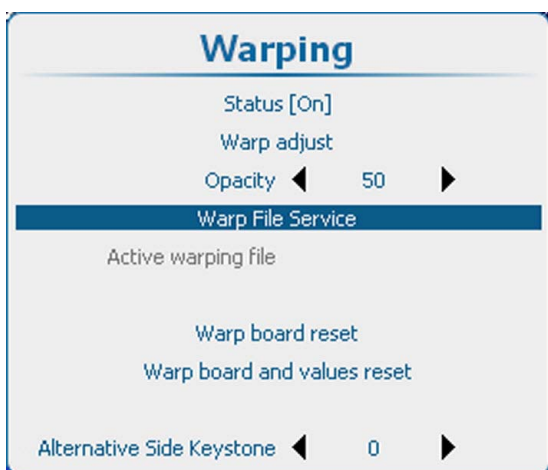 Warping
Status [On]
Warp adjust
Opacity 50
Warp File Service
Active warping file
Warp board reset
Warp board and values reset
Alternative Side Keystone 0